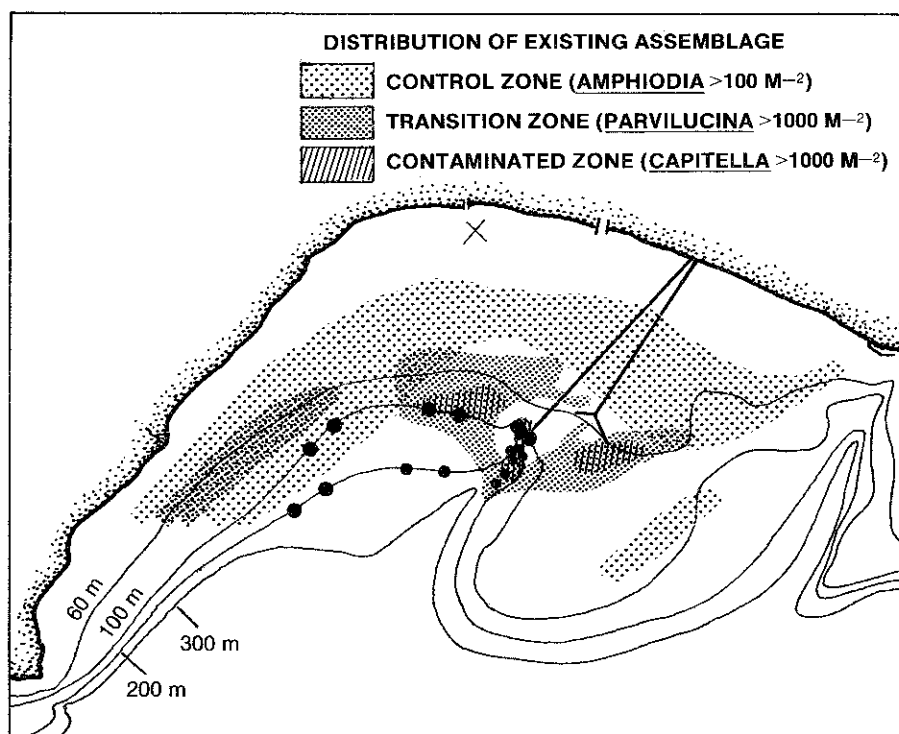 DISTRIBUTION OF EXISTING ASSEMBLAGE
CONTROL ZONE (AMPHIODIA >100 M−2)
TRANSITION ZONE (PARVILUCINA >1000 M−2)
CONTAMINATED ZONE (CAPITELLA >1000 M−2)
60 m
100 m
300 m
200 m